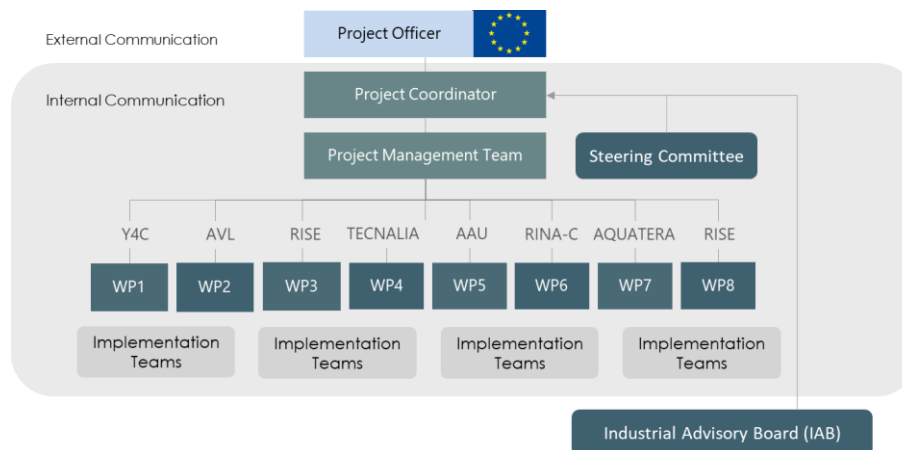 External Communication
Project Officer
Internal Communication
Project Coordinator
Project Management Team
Steering Committee
Y4C AVL RISE TECNALIA AAU RINA-C AQUATERA RISE
WP1 WP2 WP3 WP4 WP5 WP6 WP7 WP8
Implementation
Teams
Implementation
Teams
Implementation
Teams
Implementation
Teams
Industrial Advisory Board (IAB)